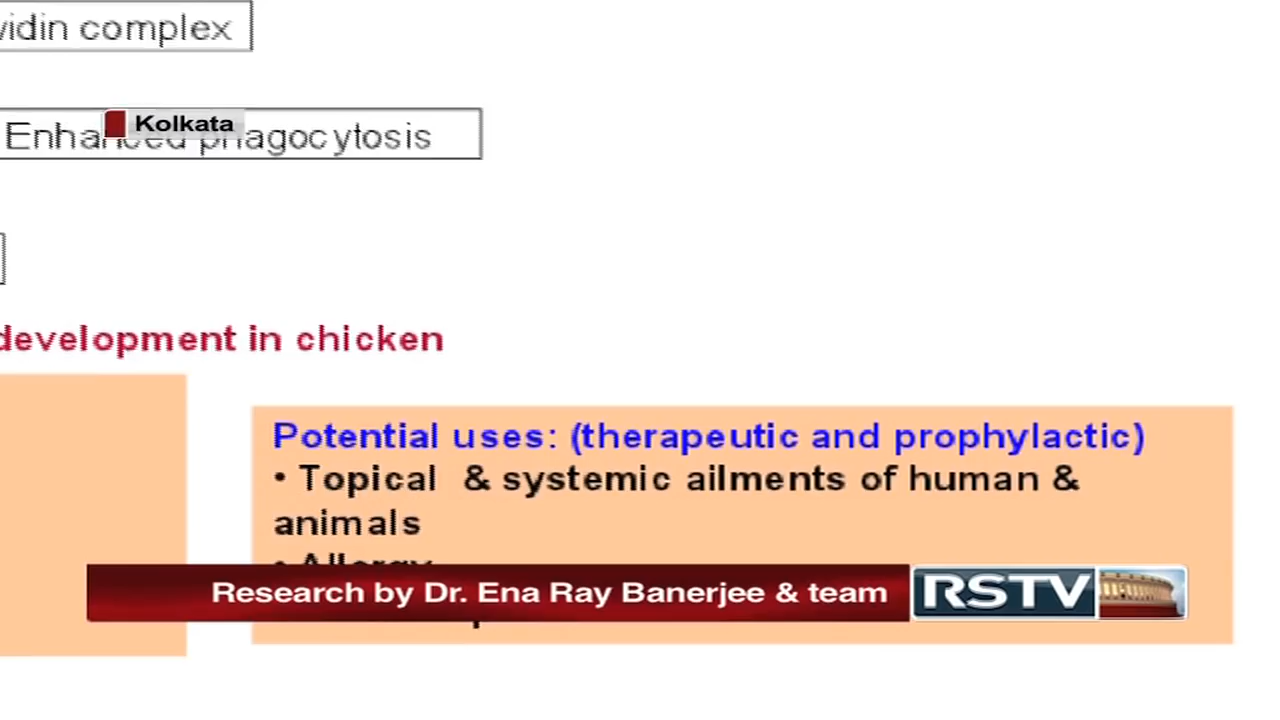 vidin complex
Kolkata
Enhanced phagocytosis
development in chicken
Potential uses: (therapeutic and prophylactic)
• Topical & systemic ailments of human &
animals
• Allergy
Research by Dr. Ena Ray Banerjee & team
RSTV